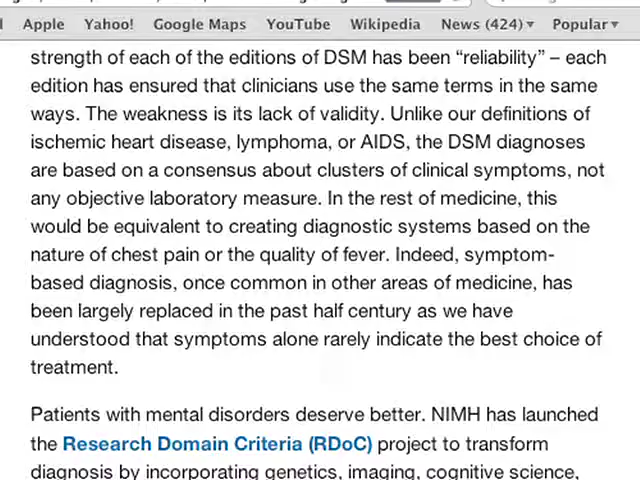 Apple Yahoo! Google Maps YouTube Wikipedia News (424)▾ Popular▾
strength of each of the editions of DSM has been “reliability” – each
edition has ensured that clinicians use the same terms in the same
ways. The weakness is its lack of validity. Unlike our definitions of
ischemic heart disease, lymphoma, or AIDS, the DSM diagnoses
are based on a consensus about clusters of clinical symptoms, not
any objective laboratory measure. In the rest of medicine, this
would be equivalent to creating diagnostic systems based on the
nature of chest pain or the quality of fever. Indeed, symptom-
based diagnosis, once common in other areas of medicine, has
been largely replaced in the past half century as we have
understood that symptoms alone rarely indicate the best choice of
treatment.
Patients with mental disorders deserve better. NIMH has launched
the Research Domain Criteria (RDoC) project to transform
diagnosis by incorporating genetics, imaging, cognitive science,